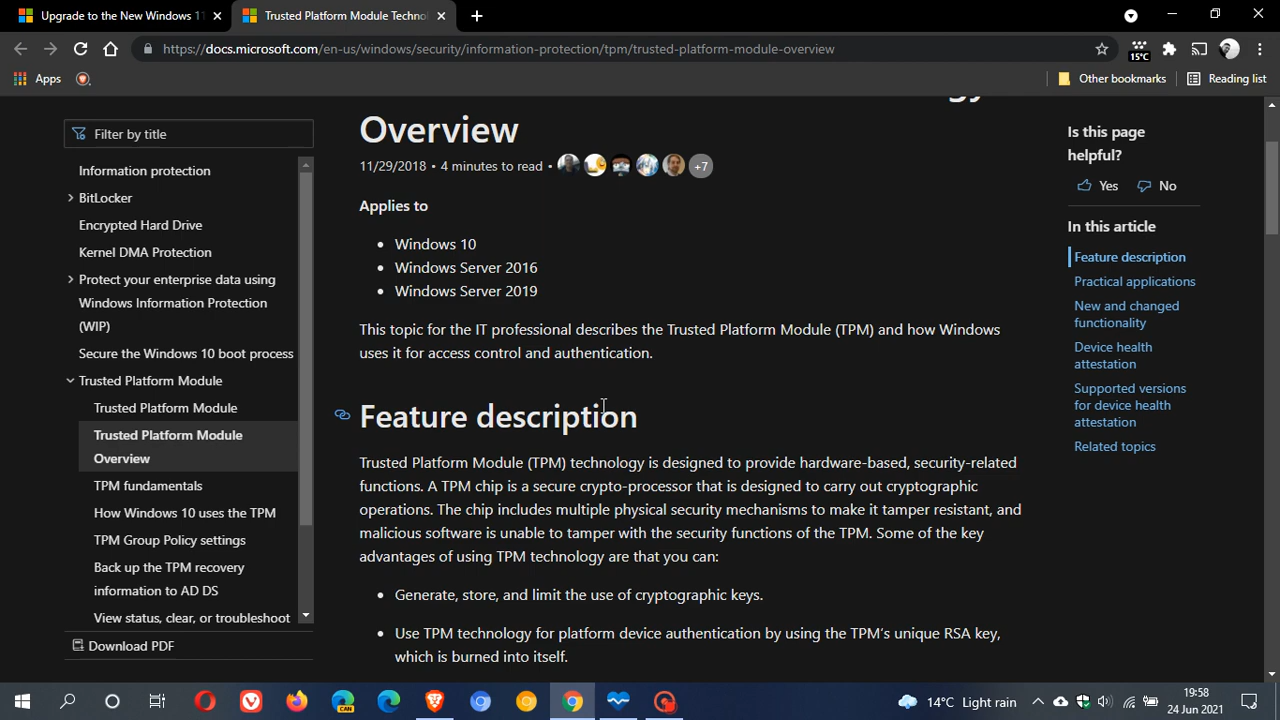 Upgrade to the New Windows 11
Trusted Platform Module Techno
https://docs.microsoft.com/en-us/windows/security/information-protection/tpm/trusted-platform-module-overview
15°C
Apps
Other bookmarks
Reading list
Filter by title
Information protection
BitLocker
Encrypted Hard Drive
Kernel DMA Protection
Protect your enterprise data using
Windows Information Protection
(WIP)
Secure the Windows 10 boot process
Trusted Platform Module
Trusted Platform Module
Trusted Platform Module
Overview
TPM fundamentals
How Windows 10 uses the TPM
TPM Group Policy settings
Back up the TPM recovery
information to AD DS
View status, clear, or troubleshoot
Download PDF
Overview
11/29/2018 • 4 minutes to read •
+7
Applies to
• Windows 10
• Windows Server 2016
• Windows Server 2019
This topic for the IT professional describes the Trusted Platform Module (TPM) and how Windows
uses it for access control and authentication.
Feature description
Trusted Platform Module (TPM) technology is designed to provide hardware-based, security-related
functions. A TPM chip is a secure crypto-processor that is designed to carry out cryptographic
operations. The chip includes multiple physical security mechanisms to make it tamper resistant, and
malicious software is unable to tamper with the security functions of the TPM. Some of the key
advantages of using TPM technology are that you can:
• Generate, store, and limit the use of cryptographic keys.
• Use TPM technology for platform device authentication by using the TPM's unique RSA key,
which is burned into itself.
Is this page
helpful?
Yes
No
In this article
Feature description
Practical applications
New and changed
functionality
Device health
attestation
Supported versions
for device health
attestation
Related topics
CAN
14°C Light rain
19:58
24 Jun 2021